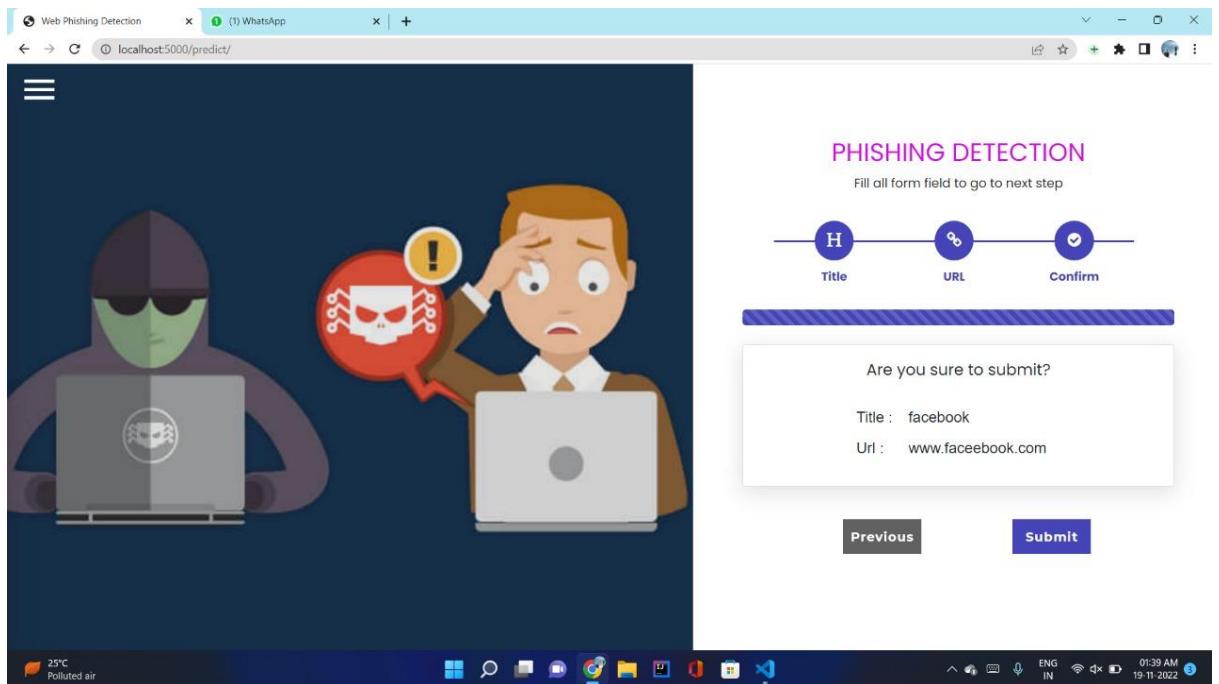 Web Phishing Detection
(1) WhatsApp
localhost:5000/predict/
PHISHING DETECTION
Fill all form field to go to next step
H
Title
URL
Confirm
Are you sure to submit?
Title : facebook
Url : www.faceebook.com
Previous
Submit
25°C
Polluted air
ENG
IN
01:39 AM
19-11-2022
3